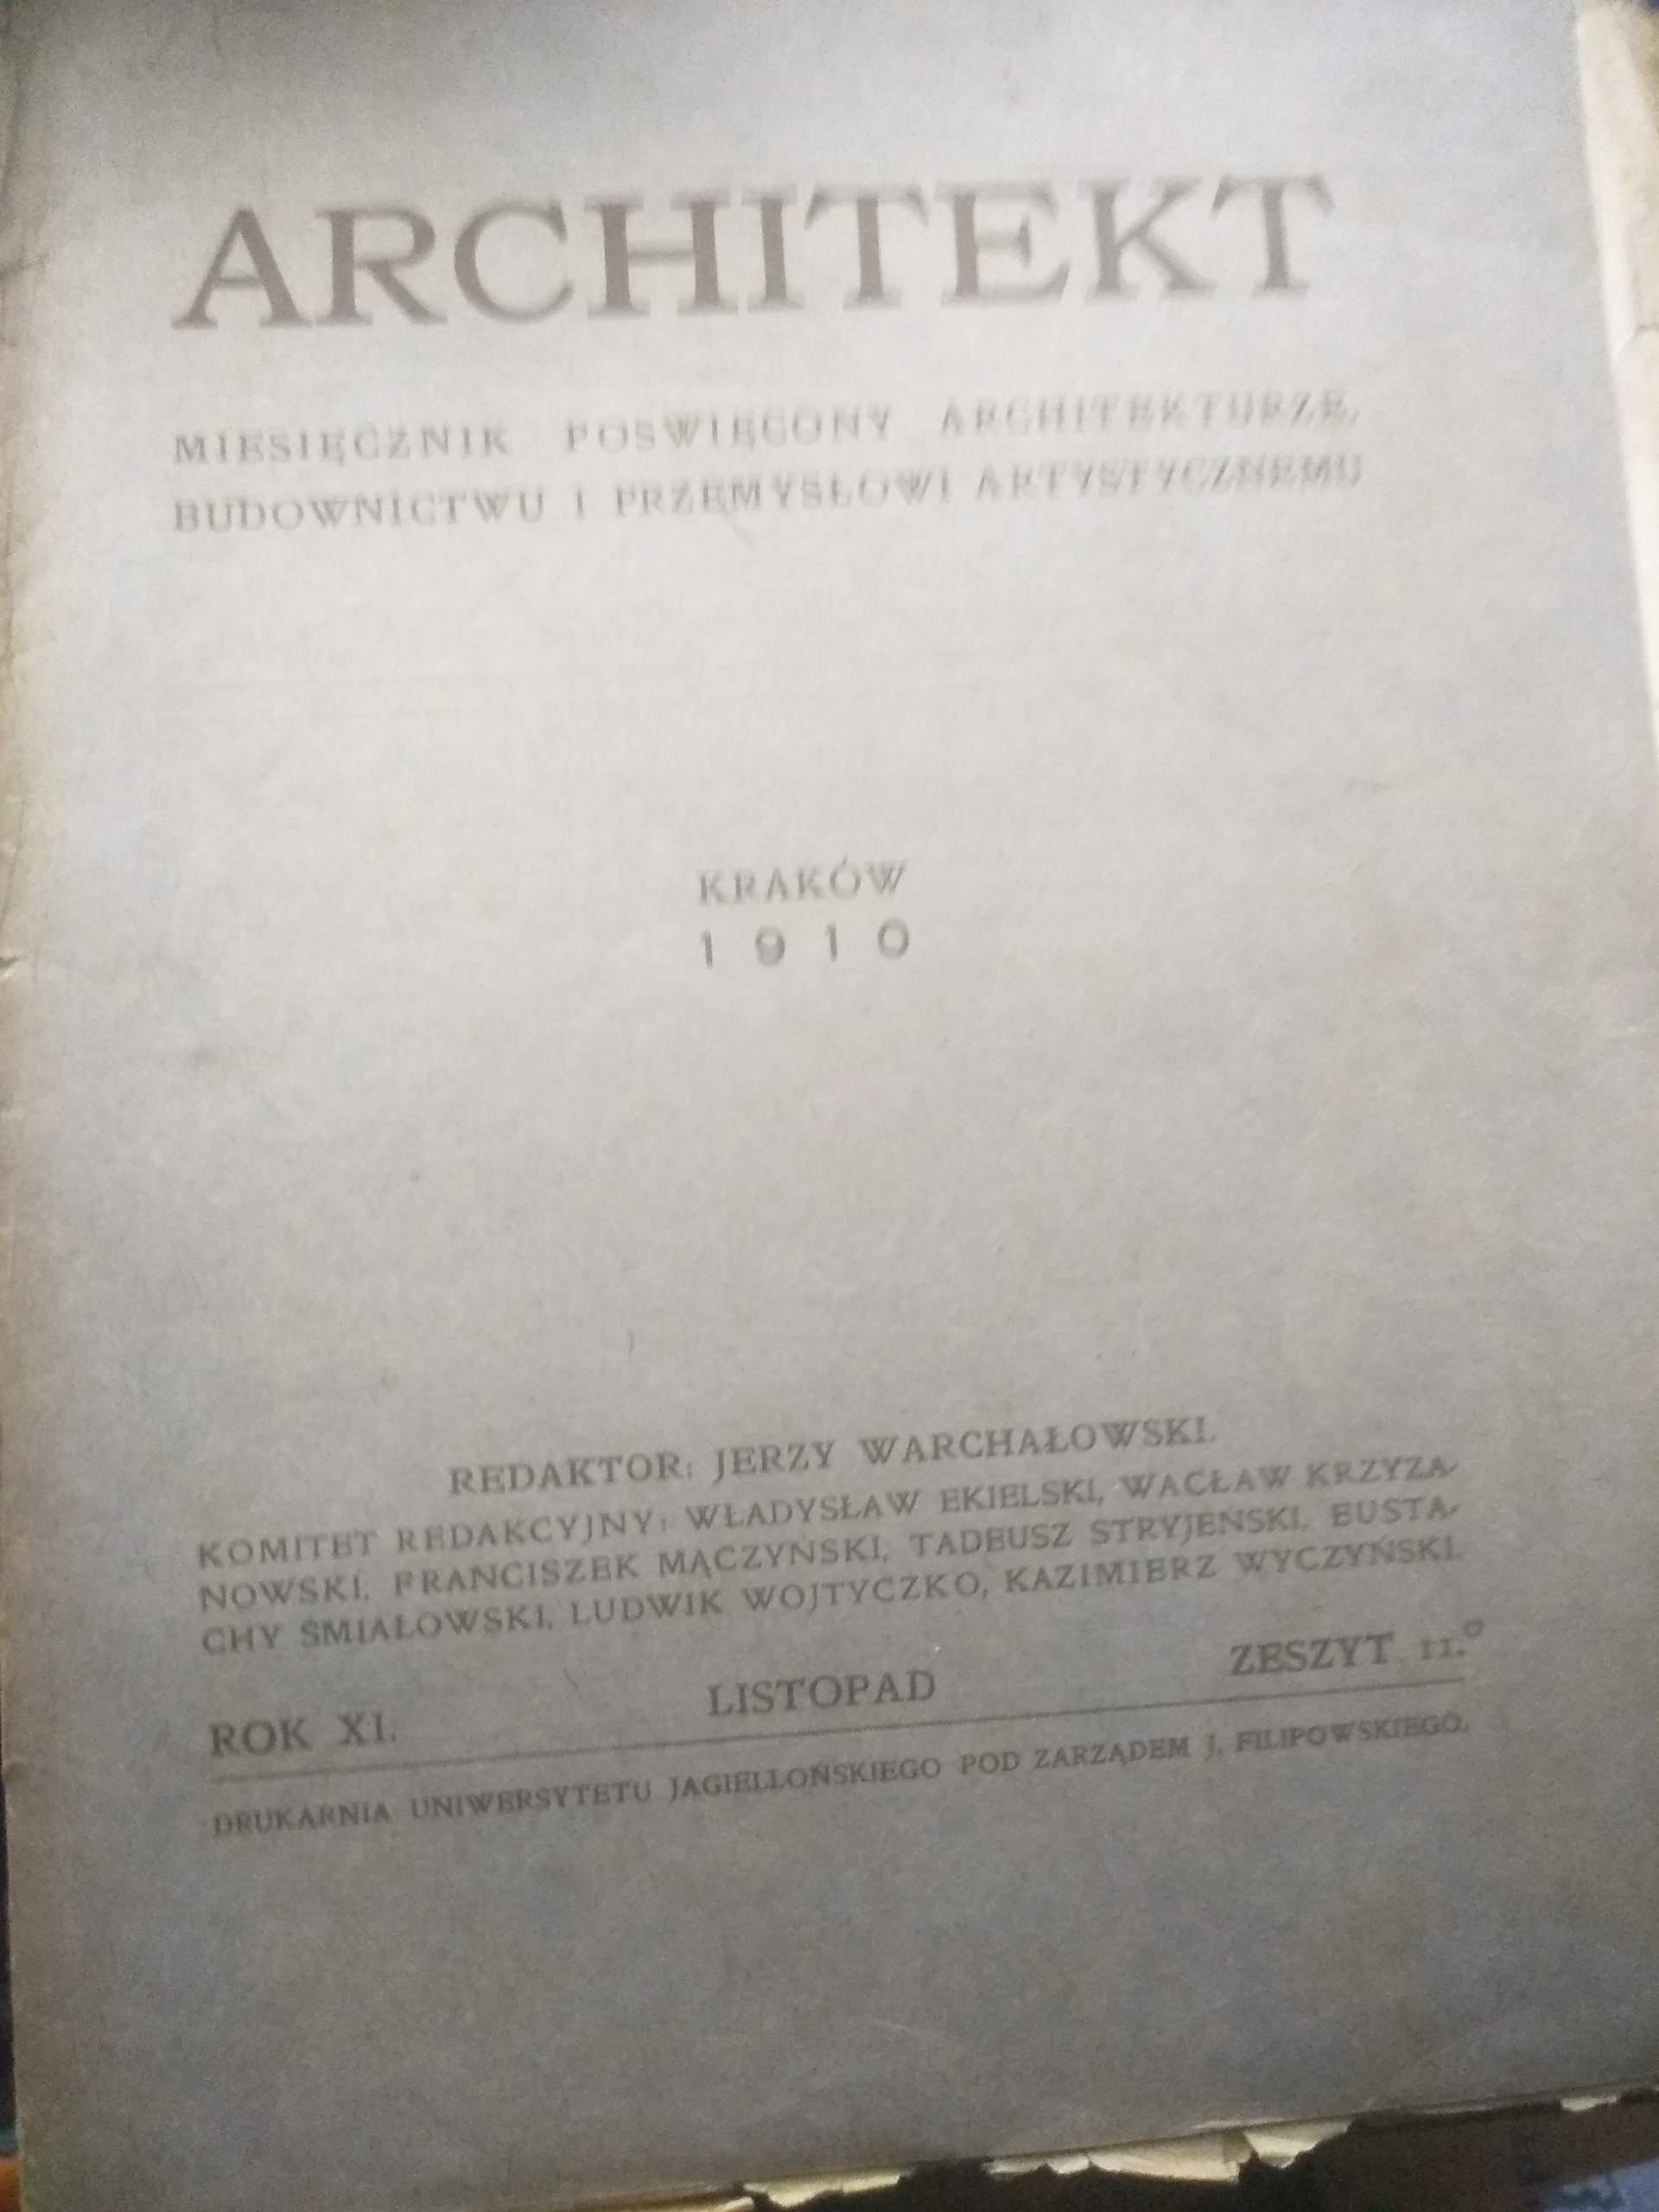 ARCHITEKT
MIESIĘCZNIK POŚWIĘCONY ARCHITEKTURZE,
BUDOWNICTWU I PRZEMYSŁOWI ARTYSTYCZNEMU
KRAKÓW
1910
REDAKTOR: JERZY WARCHAŁOWSKI.
KOMITET REDAKCYJNY: WŁADYSŁAW EKIELSKI, WACŁAW KRZYZA-
NOWSKI, FRANCISZEK MĄCZYŃSKI, TADEUSZ STRYJEŃSKI, EUSTA-
CHY ŚMIAŁOWSKI, LUDWIK WOJTYCZKO, KAZIMIERZ WYCZYŃSKI.
ROK XI. LISTOPAD ZESZYT 11.º
DRUKARNIA UNIWERSYTETU JAGIELLOŃSKIEGO POD ZARZĄDEM J. FILIPOWSKIEGO.